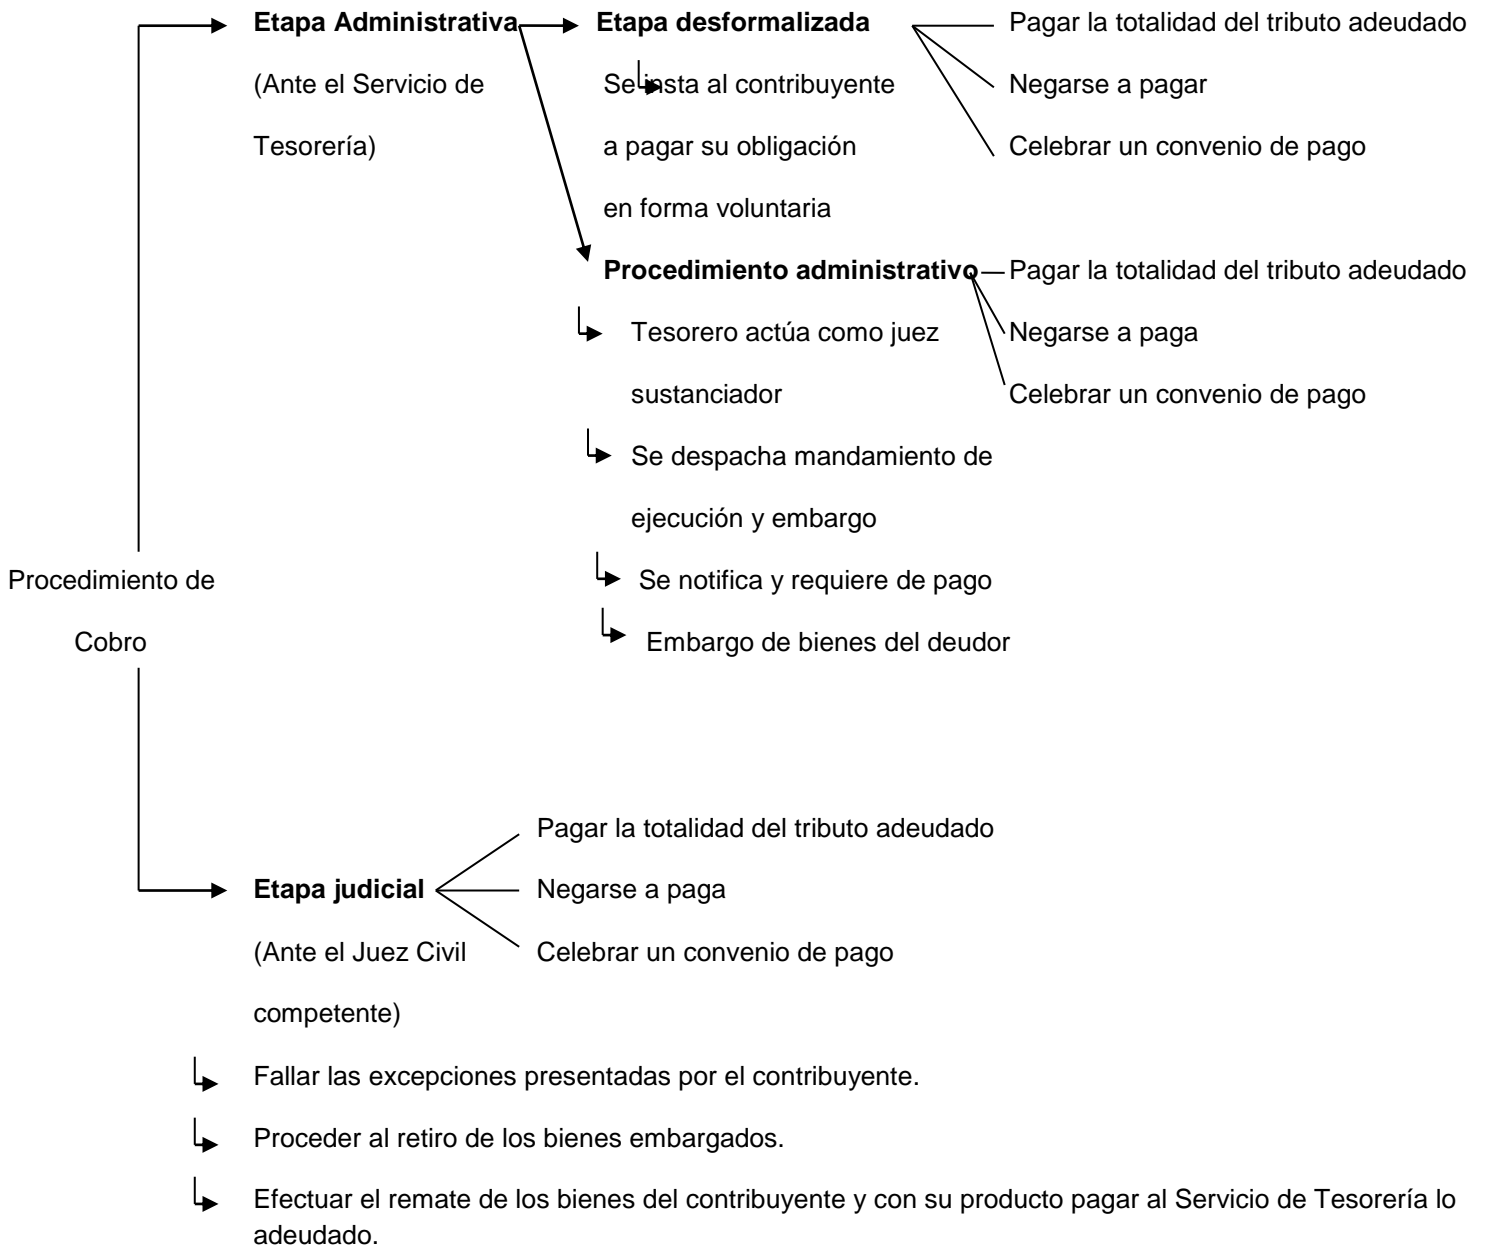 Etapa Administrativa
Etapa desformalizada
Pagar la totalidad del tributo adeudado
(Ante el Servicio de
Se insta al contribuyente
Negarse a pagar
Tesorería)
a pagar su obligación
Celebrar un convenio de pago
en forma voluntaria
Procedimiento administrativo
Pagar la totalidad del tributo adeudado
Tesorero actúa como juez
Negarse a paga
sustanciador
Celebrar un convenio de pago
Se despacha mandamiento de
ejecución y embargo
Procedimiento de
Se notifica y requiere de pago
Cobro
Embargo de bienes del deudor
Pagar la totalidad del tributo adeudado
Etapa judicial
Negarse a paga
(Ante el Juez Civil
Celebrar un convenio de pago
competente)
Fallar las excepciones presentadas por el contribuyente.
Proceder al retiro de los bienes embargados.
Efectuar el remate de los bienes del contribuyente y con su producto pagar al Servicio de Tesorería lo
adeudado.